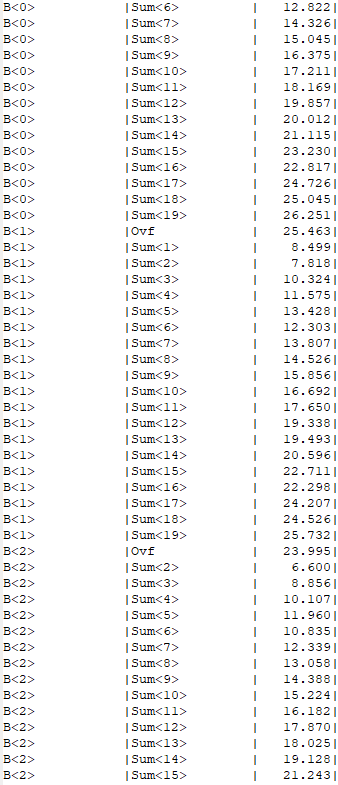 B<0> |Sum<6> | 12.822|
B<0> |Sum<7> | 14.326|
B<0> |Sum<8> | 15.045|
B<0> |Sum<9> | 16.375|
B<0> |Sum<10> | 17.211|
B<0> |Sum<11> | 18.169|
B<0> |Sum<12> | 19.857|
B<0> |Sum<13> | 20.012|
B<0> |Sum<14> | 21.115|
B<0> |Sum<15> | 23.230|
B<0> |Sum<16> | 22.817|
B<0> |Sum<17> | 24.726|
B<0> |Sum<18> | 25.045|
B<0> |Sum<19> | 26.251|
B<1> |Ovf | 25.463|
B<1> |Sum<1> | 8.499|
B<1> |Sum<2> | 7.818|
B<1> |Sum<3> | 10.324|
B<1> |Sum<4> | 11.575|
B<1> |Sum<5> | 13.428|
B<1> |Sum<6> | 12.303|
B<1> |Sum<7> | 13.807|
B<1> |Sum<8> | 14.526|
B<1> |Sum<9> | 15.856|
B<1> |Sum<10> | 16.692|
B<1> |Sum<11> | 17.650|
B<1> |Sum<12> | 19.338|
B<1> |Sum<13> | 19.493|
B<1> |Sum<14> | 20.596|
B<1> |Sum<15> | 22.711|
B<1> |Sum<16> | 22.298|
B<1> |Sum<17> | 24.207|
B<1> |Sum<18> | 24.526|
B<1> |Sum<19> | 25.732|
B<2> |Ovf | 23.995|
B<2> |Sum<2> | 6.600|
B<2> |Sum<3> | 8.856|
B<2> |Sum<4> | 10.107|
B<2> |Sum<5> | 11.960|
B<2> |Sum<6> | 10.835|
B<2> |Sum<7> | 12.339|
B<2> |Sum<8> | 13.058|
B<2> |Sum<9> | 14.388|
B<2> |Sum<10> | 15.224|
B<2> |Sum<11> | 16.182|
B<2> |Sum<12> | 17.870|
B<2> |Sum<13> | 18.025|
B<2> |Sum<14> | 19.128|
B<2> |Sum<15> | 21.243|